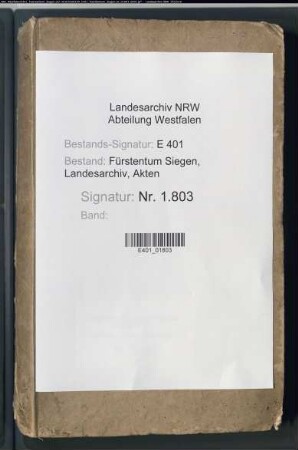 Landesarchiv NRW
Abteilung Westfalen
Bestands-Signatur: E 401
Bestand: Fürstentum Siegen,
Landesarchiv, Akten
Signatur: Nr. 1.803
Band:
E401_01803